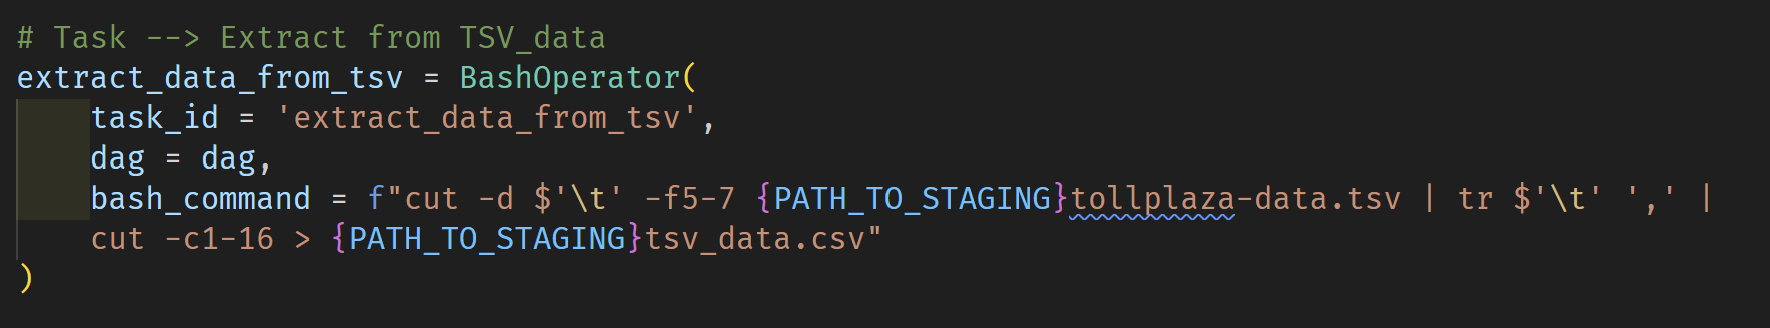 # Task --> Extract from TSV_data
extract_data_from_tsv = BashOperator(
task_id = 'extract_data_from_tsv',
dag = dag,
bash_command = f"cut -d $'\t' -f5-7 {PATH_TO_STAGING}tollplaza-data.tsv | tr $'\t' ',' |
cut -c1-16 > {PATH_TO_STAGING}tsv_data.csv"
)